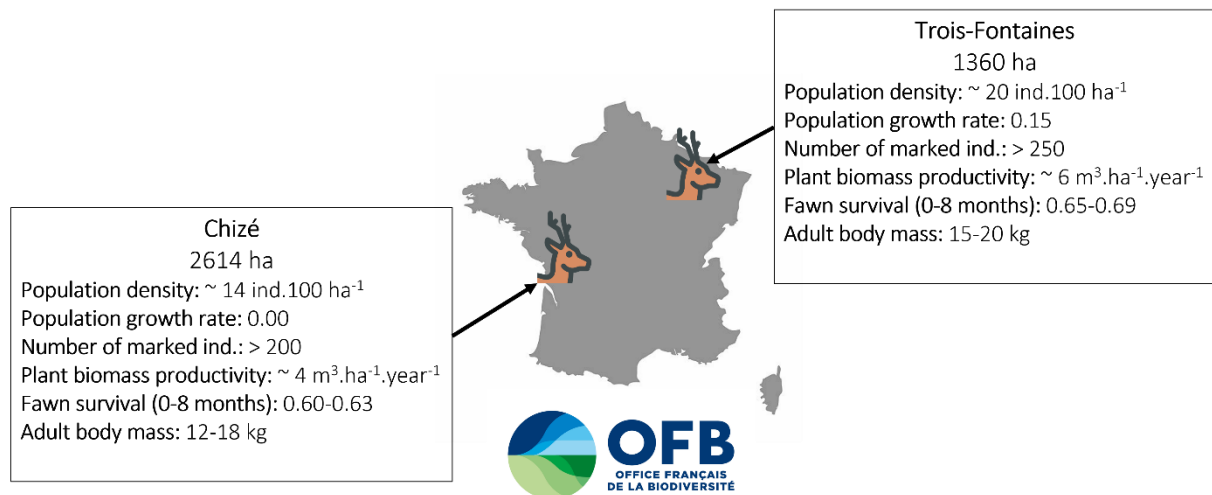 Trois-Fontaines
1360 ha
Population density: ~ 20 ind.100 ha⁻¹
Population growth rate: 0.15
Number of marked ind.: > 250
Plant biomass productivity: ~ 6 m³.ha⁻¹.year⁻¹
Fawn survival (0-8 months): 0.65-0.69
Adult body mass: 15-20 kg
Chizé
2614 ha
Population density: ~ 14 ind.100 ha⁻¹
Population growth rate: 0.00
Number of marked ind.: > 200
Plant biomass productivity: ~ 4 m³.ha⁻¹.year⁻¹
Fawn survival (0-8 months): 0.60-0.63
Adult body mass: 12-18 kg
OFB
OFFICE FRANÇAIS
DE LA BIODIVERSITÉ